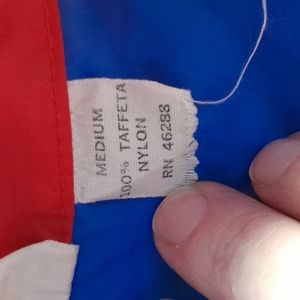 MEDIUM
100% TAFFETA
NYLON
RN 46288